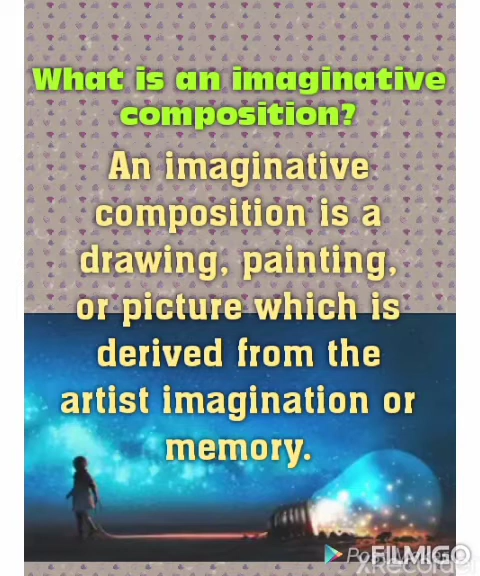 What is an imaginative
composition?
An imaginative
composition is a
drawing, painting,
or picture which is
derived from the
artist imagination or
memory.
FILMIGO